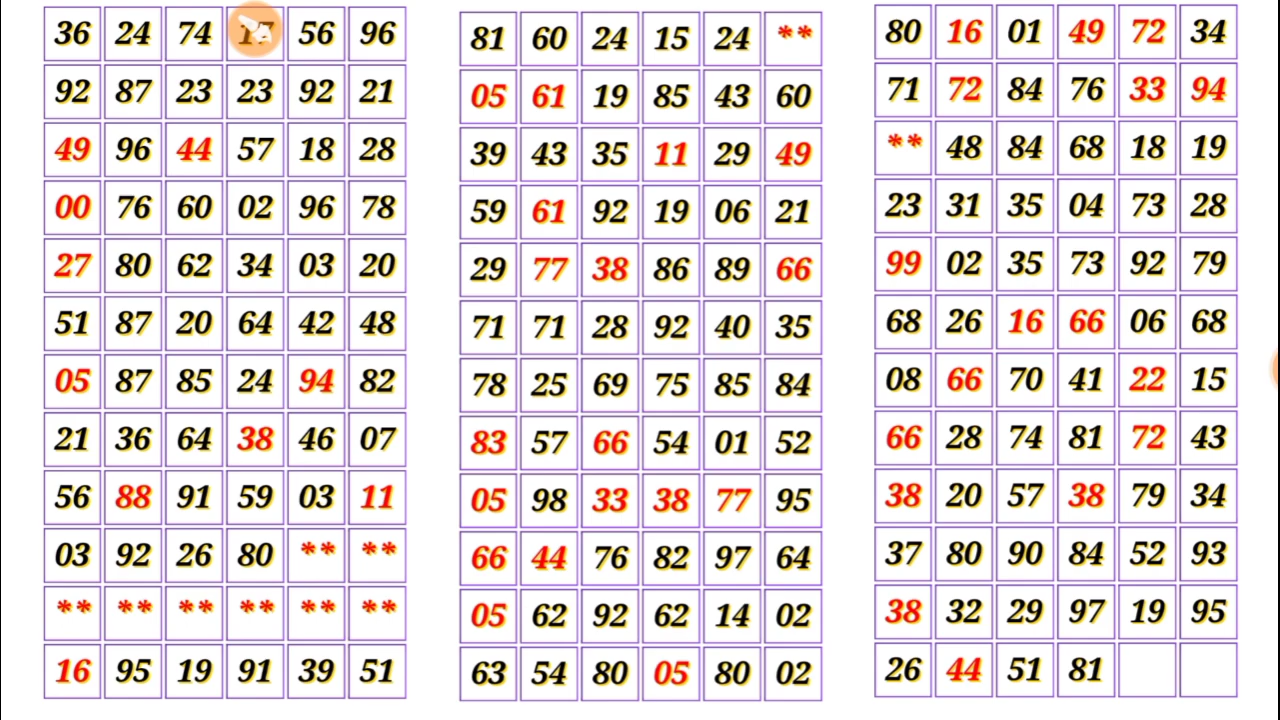 36 24 74 17 56 96
92 87 23 23 92 21
49 96 44 57 18 28
00 76 60 02 96 78
27 80 62 34 03 20
51 87 20 64 42 48
05 87 85 24 94 82
21 36 64 38 46 07
56 88 91 59 03 11
03 92 26 80 ** **
** ** ** ** ** **
16 95 19 91 39 51
81 60 24 15 24 **
05 61 19 85 43 60
39 43 35 11 29 49
59 61 92 19 06 21
29 77 38 86 89 66
71 71 28 92 40 35
78 25 69 75 85 84
83 57 66 54 01 52
05 98 33 38 77 95
66 44 76 82 97 64
05 62 92 62 14 02
63 54 80 05 80 02
80 16 01 49 72 34
71 72 84 76 33 94
** 48 84 68 18 19
23 31 35 04 73 28
99 02 35 73 92 79
68 26 16 66 06 68
08 66 70 41 22 15
66 28 74 81 72 43
38 20 57 38 79 34
37 80 90 84 52 93
38 32 29 97 19 95
26 44 51 81